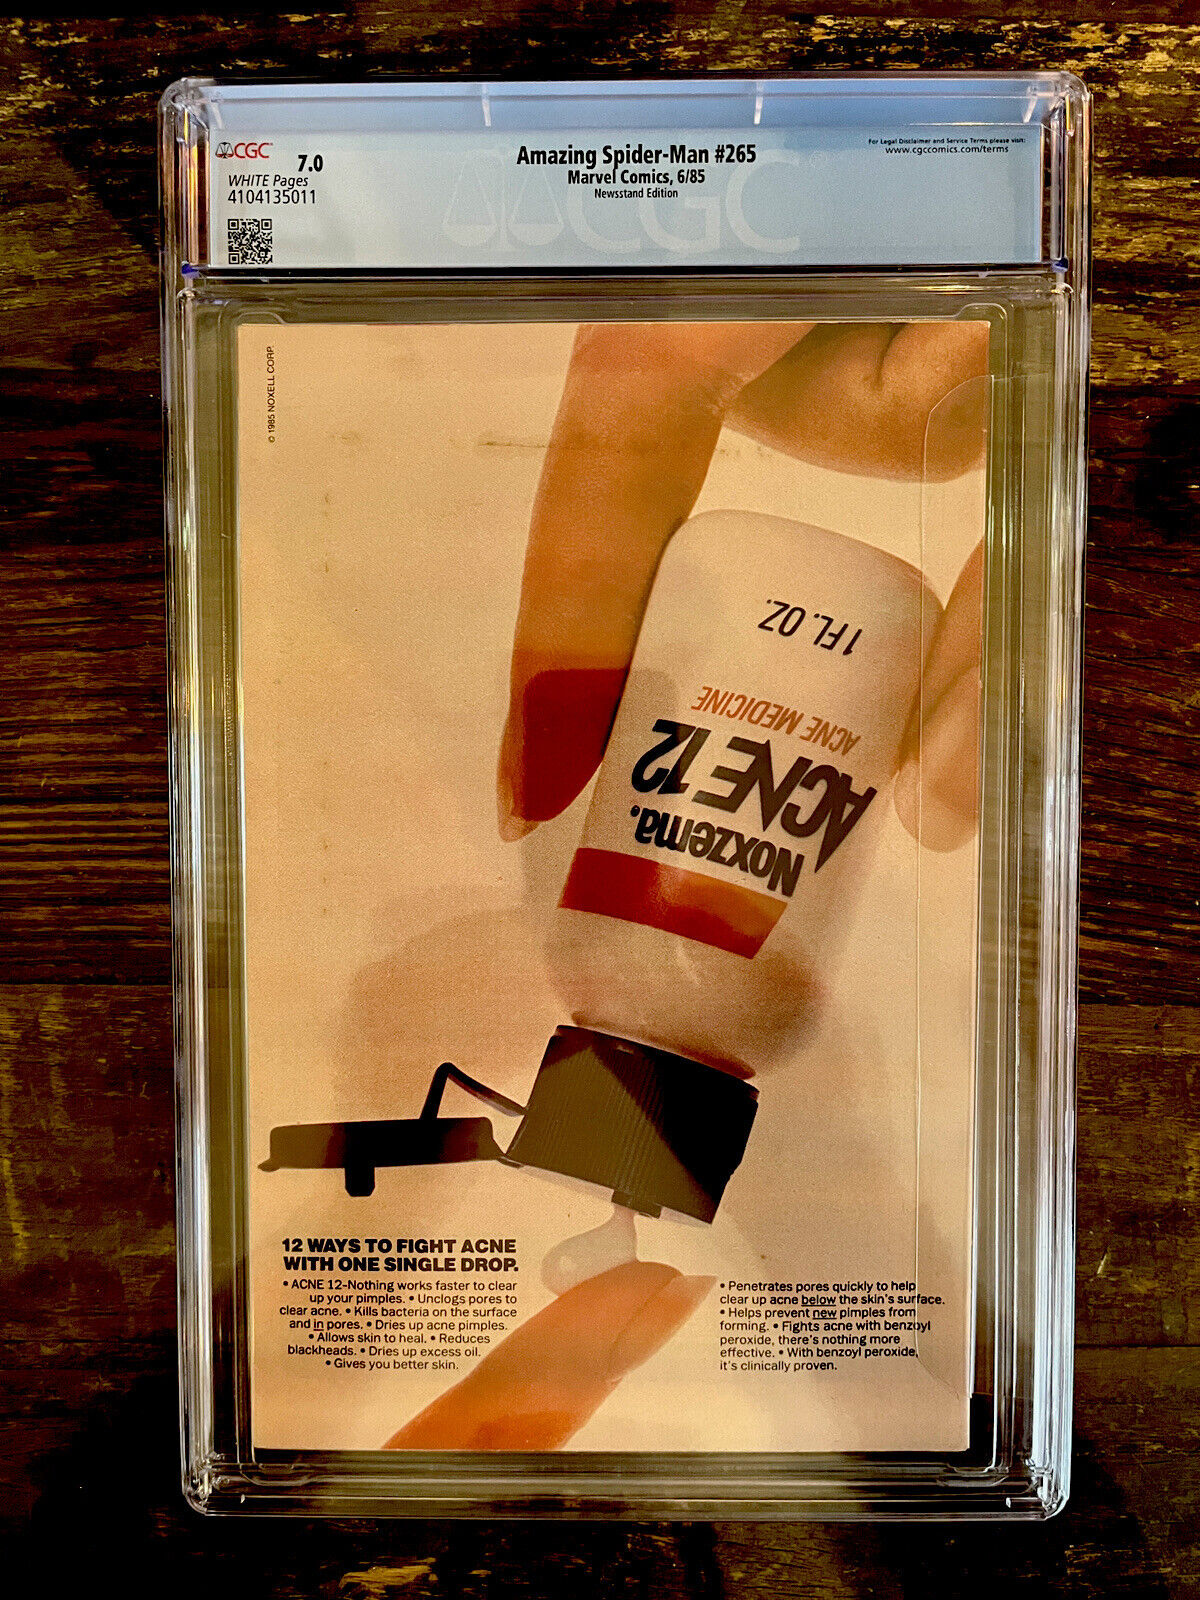 CGC
7.0
WHITE Pages
4104135011
Amazing Spider-Man #265
Marvel Comics, 6/85
Newsstand Edition
For Legal Disclaimer and Service Terms please visit:
www.cgccomics.com/terms
CGC
© 1985 NOXELL CORP.
1 FL. OZ.
ACNE MEDICINE
ACNE 12
Noxzema.
12 WAYS TO FIGHT ACNE
WITH ONE SINGLE DROP.
• ACNE 12-Nothing works faster to clear
up your pimples. • Unclogs pores to
clear acne. • Kills bacteria on the surface
and in pores. • Dries up acne pimples.
• Allows skin to heal. • Reduces
blackheads. • Dries up excess oil.
• Gives you better skin.
• Penetrates pores quickly to help
clear up acne below the skin's surface.
• Helps prevent new pimples from
forming. • Fights acne with benzoyl
peroxide, there's nothing more
effective. • With benzoyl peroxide,
it's clinically proven.